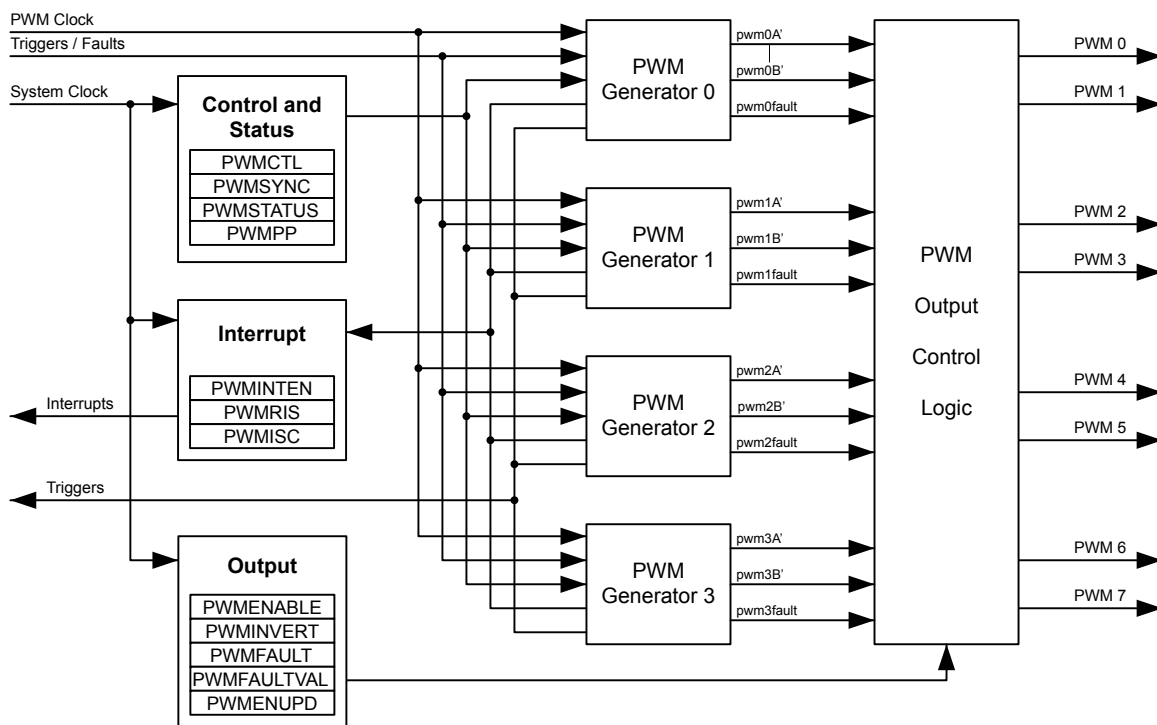 PWM Clock
Triggers / Faults
System Clock
Control and
Status
PWMCTL
PWMSYNC
PWMSTATUS
PWMPP
Interrupt
PWMINTEN
PWMRIS
PWMISC
Interrupts
Triggers
Output
PWMENABLE
PWMINVERT
PWMFAULT
PWMFAULTVAL
PWMENUPD
PWM
Generator 0
pwm0A'
pwm0B'
pwm0fault
PWM
Generator 1
pwm1A'
pwm1B'
pwm1fault
PWM
Generator 2
pwm2A'
pwm2B'
pwm2fault
PWM
Generator 3
pwm3A'
pwm3B'
pwm3fault
PWM
Output
Control
Logic
PWM 0
PWM 1
PWM 2
PWM 3
PWM 4
PWM 5
PWM 6
PWM 7